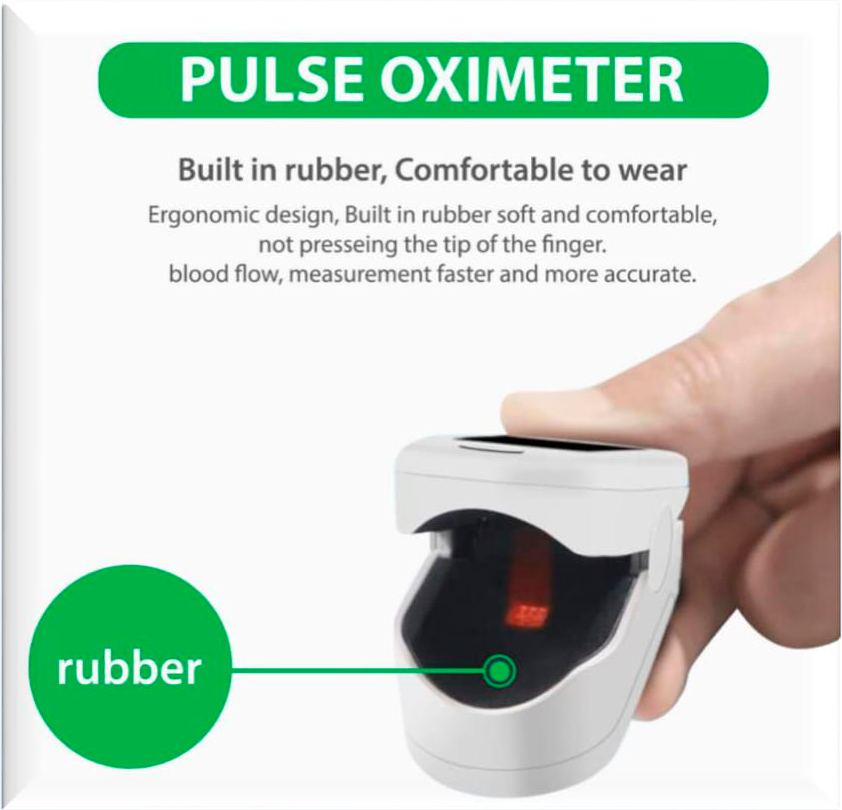 PULSE OXIMETER
Built in rubber, Comfortable to wear
Ergonomic design, Built in rubber soft and comfortable,
not presseing the tip of the finger.
blood flow, measurement faster and more accurate.
rubber